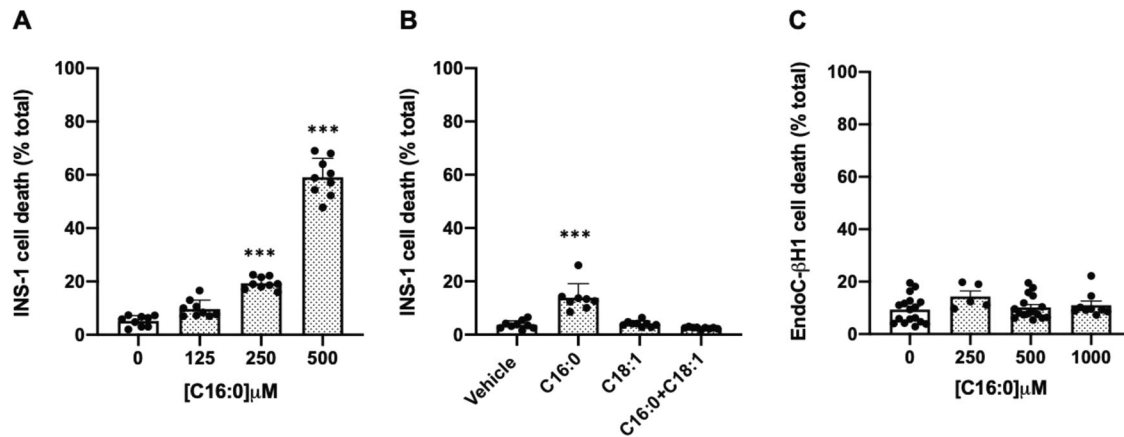 A
INS-1 cell death (% total)
100
80
60
40
20
0
***
***
0 125 250 500
[C16:0]μM
B
INS-1 cell death (% total)
100
80
60
40
20
0
***
Vehicle
C16:0
C18:1
C16:0+C18:1
C
EndoC-βH1 cell death (% total)
100
80
60
40
20
0
0 250 500 1000
[C16:0]μM